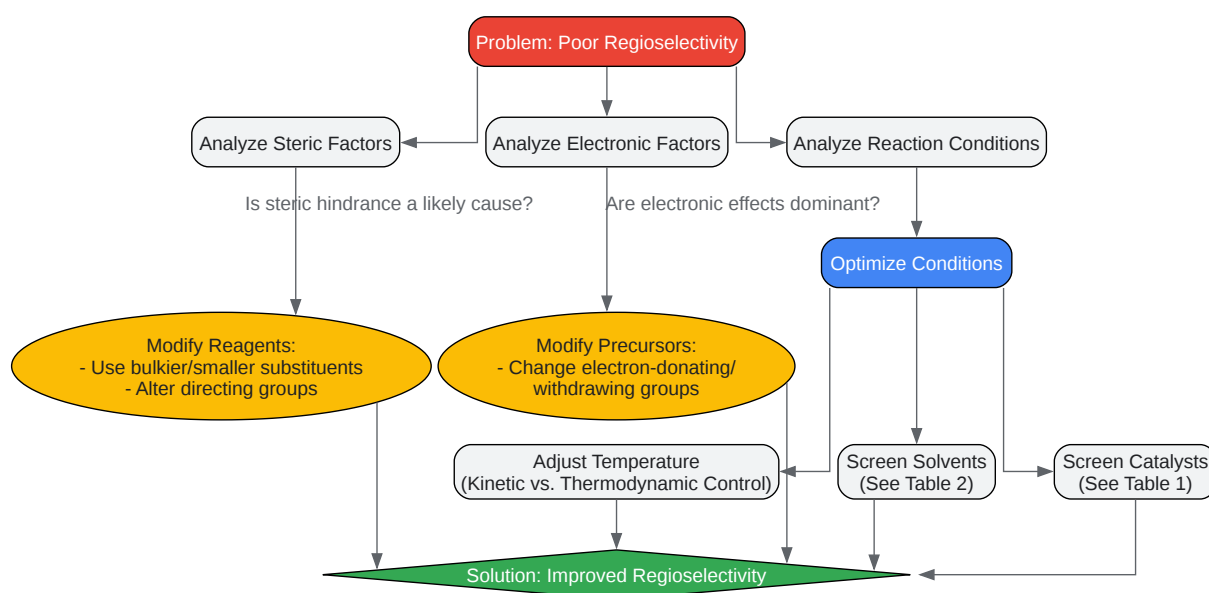 Problem: Poor Regioselectivity
Analyze Steric Factors
Analyze Electronic Factors
Analyze Reaction Conditions
Is steric hindrance a likely cause?
Are electronic effects dominant?
Optimize Conditions
Modify Reagents:
- Use bulkier/smaller substituents
- Alter directing groups
Modify Precursors:
- Change electron-donating/
withdrawing groups
Adjust Temperature
(Kinetic vs. Thermodynamic Control)
Screen Solvents
(See Table 2)
Screen Catalysts
(See Table 1)
Solution: Improved Regioselectivity